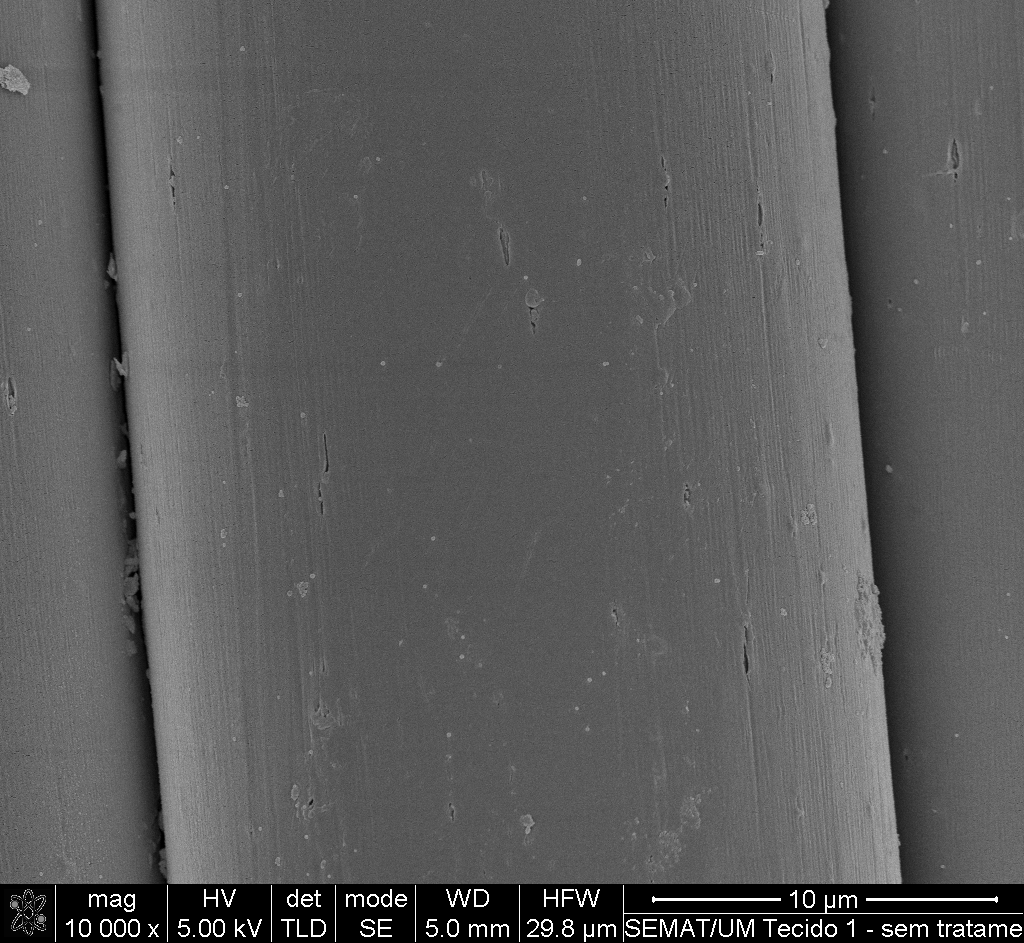 mag HV det mode WD HFW 10 µm
10 000 x 5.00 kV TLD SE 5.0 mm 29.8 µm SEMAT/UM Tecido 1 - sem tratame